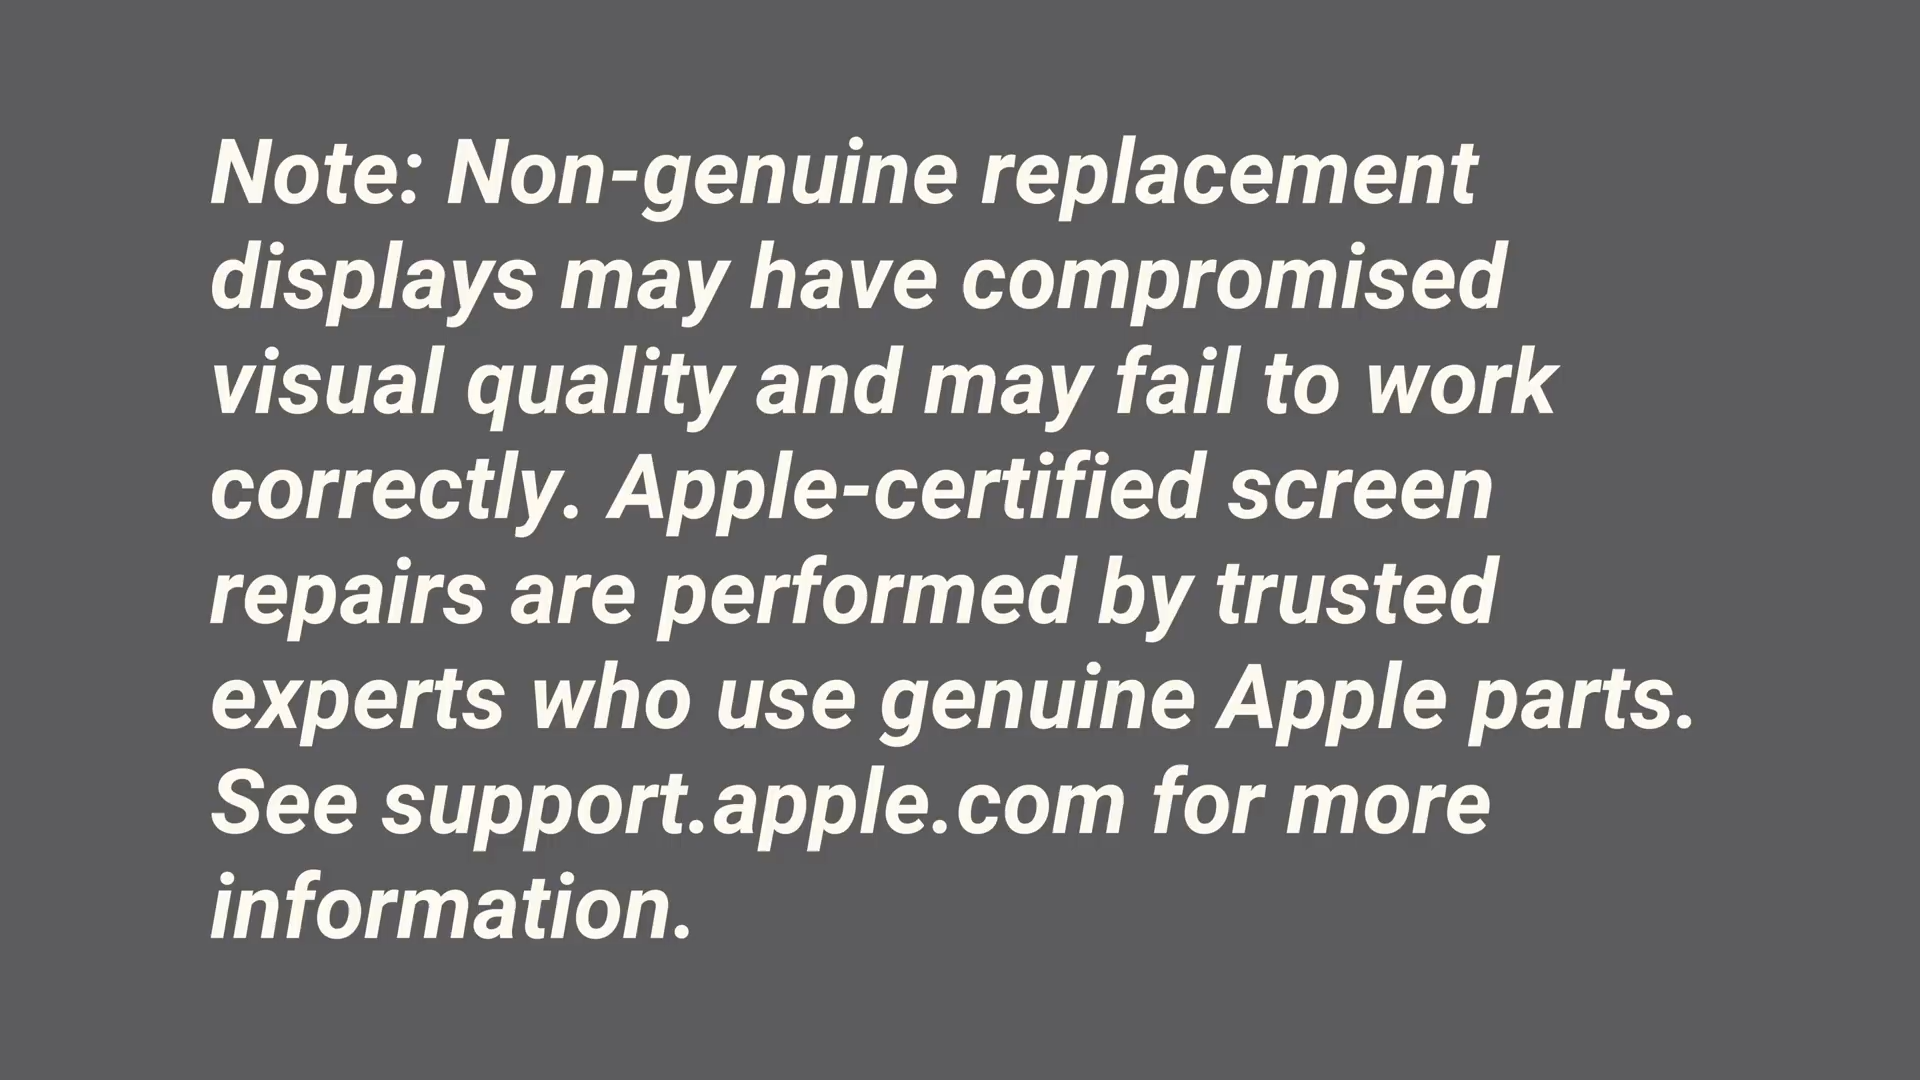 Note: Non-genuine replacement
displays may have compromised
visual quality and may fail to work
correctly. Apple-certified screen
repairs are performed by trusted
experts who use genuine Apple parts.
See support.apple.com for more
information.